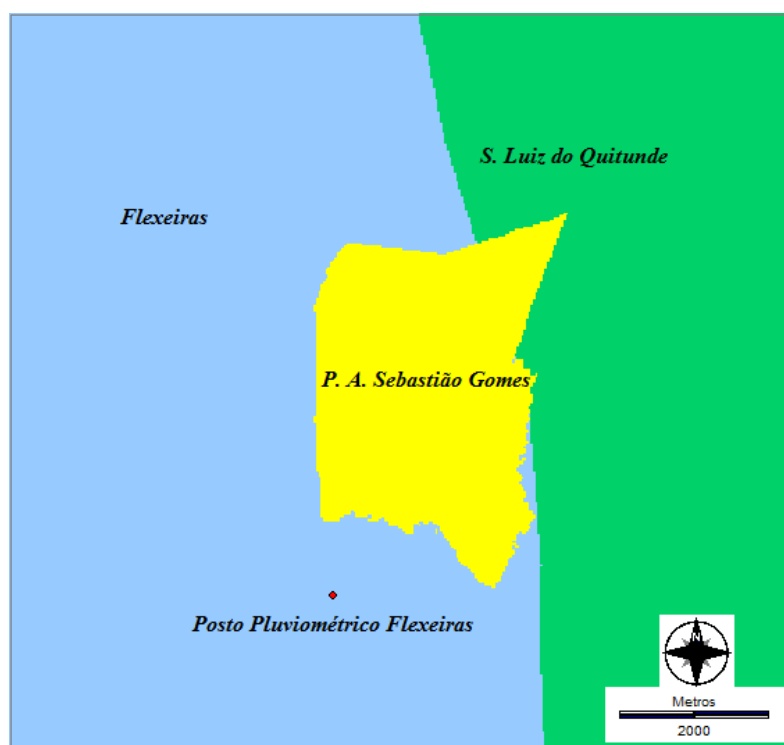 S. Luiz do Quitunde
Flexeiras
P. A. Sebastião Gomes
Posto Pluviométrico Flexeiras
N
Metros
2000